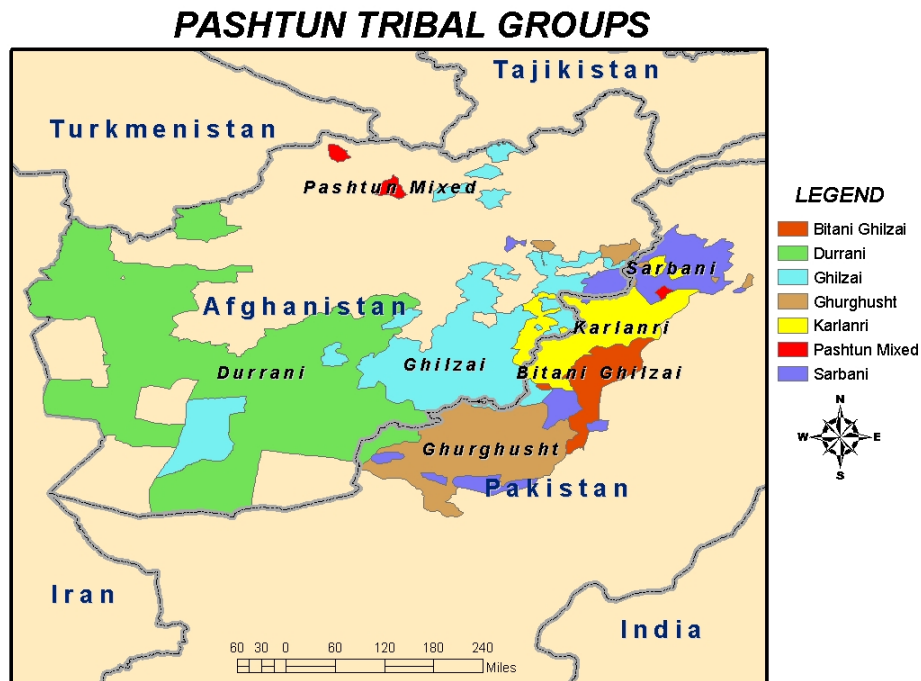 PASHTUN TRIBAL GROUPS
Tajikistan
Turkmenistan
Pashtun Mixed
LEGEND
Bitani Ghilzai
Durrani
Ghilzai
Ghurghusht
Karlanri
Pashtun Mixed
Sarbani
Sarbani
Afghanistan
Karlanri
Ghilzai
Durrani
Bitani Ghilzai
N
W E
S
Ghurghusht
Pakistan
Iran
India
60 30 0 60 120 180 240
Miles